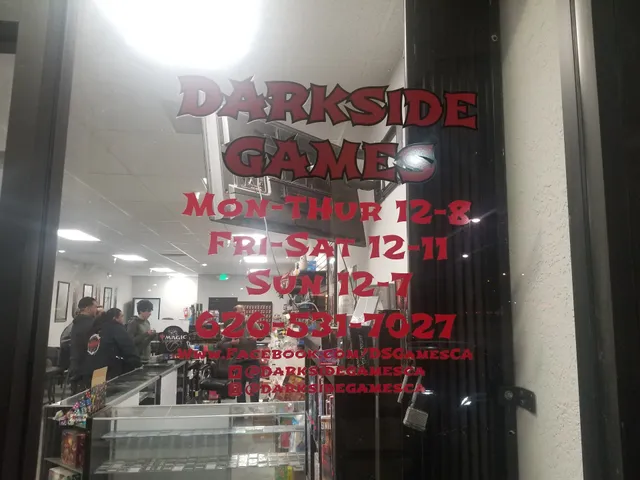 DARKSIDE
GAMES
MON-THUR 12-8
FRI-SAT 12-11
SUN 12-7
626-531-7027
WWW.FACEBOOK.COM/DSGAMESCA
@DARKSIDEGAMESCA
@DARKSIDEGAMESCA
MAGIC